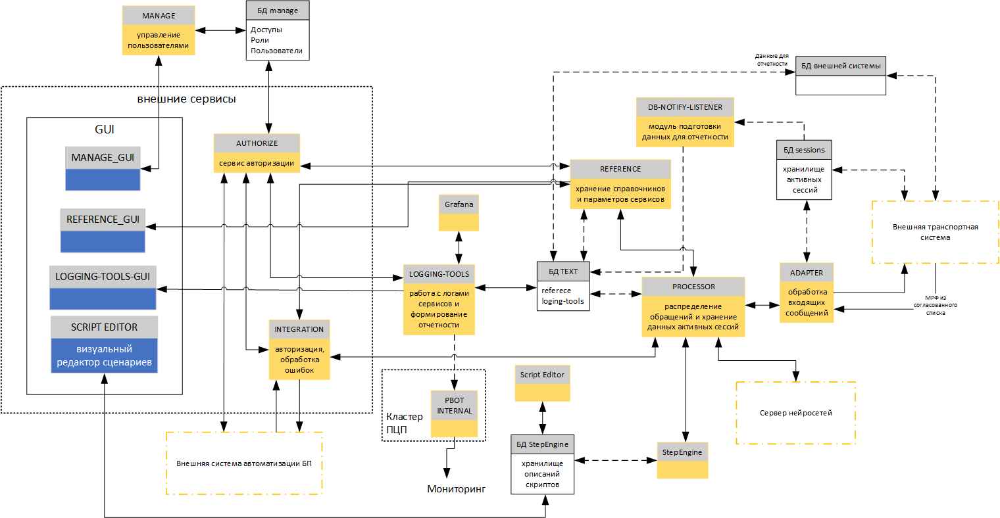 MANAGE
управление
пользователями
БД manage
Доступы
Роли
Пользователи
Данные для
отчетности
БД внешней системы
внешние сервисы
GUI
MANAGE_GUI
REFERENCE_GUI
LOGGING-TOOLS-GUI
SCRIPT EDITOR
визуальный
редактор сценариев
AUTHORIZE
сервис авторизации
DB-NOTIFY-LISTENER
модуль подготовки
данных для отчетности
БД sessions
хранилище
активных
сессий
REFERENCE
хранение справочников
и параметров сервисов
Grafana
Внешняя транспортная
система
LOGGING-TOOLS
работа с логами
сервисов и
формирование
отчетности
БД TEXT
referece
loging-tools
PROCESSOR
распределение
обращений и хранение
данных активных сессий
ADAPTER
обработка
входящих
сообщений
МРФ из
согласованного
списка
INTEGRATION
авторизация,
обработка
ошибок
Кластер
ПЦП
PBOT
INTERNAL
Мониторинг
Script Editor
БД StepEngine
хранилище
описаний
скриптов
StepEngine
Сервер нейросетей
Внешняя система автоматизации БП